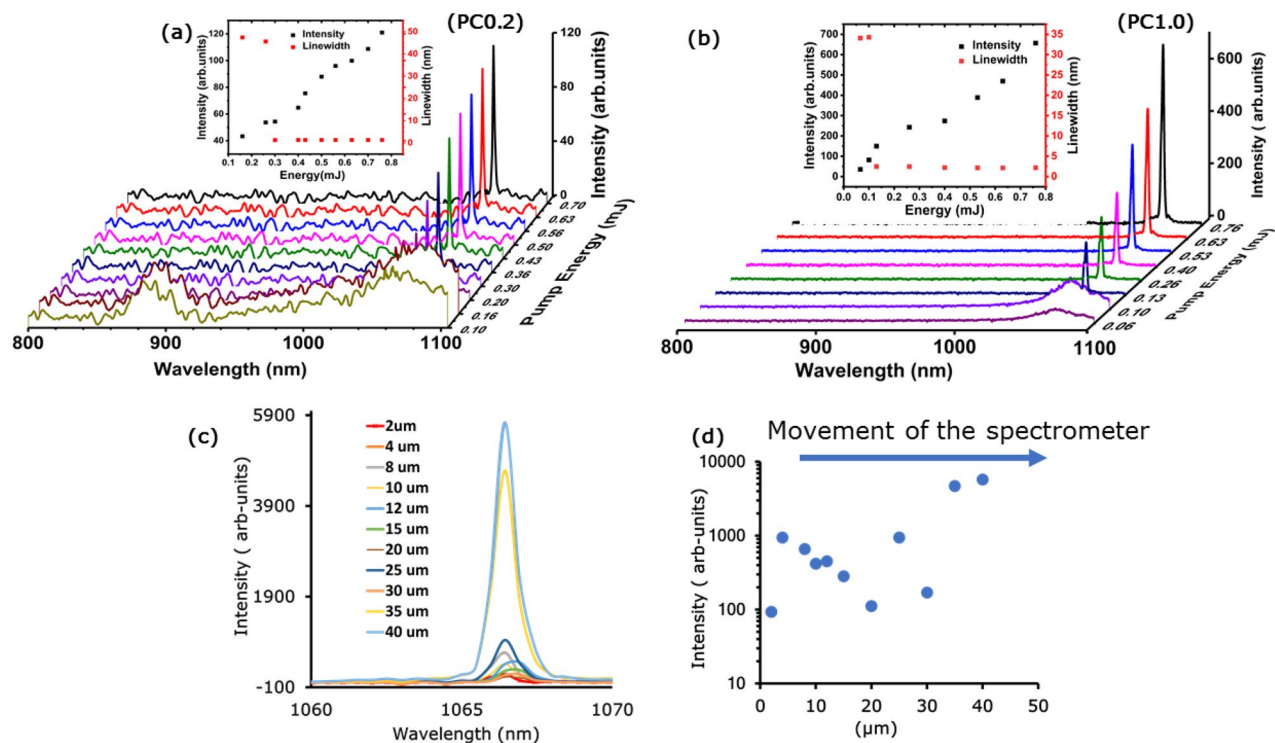 (a)
(PC0.2)
Intensity (arb.units)
120
100
80
60
40
Intensity
Linewidth
50
40
30
20
10
0
Linewidth (nm)
0.1 0.2 0.3 0.4 0.5 0.6 0.7 0.8
Energy(mJ)
120
80
40
0
Intensity (arb.units)
0.70
0.63
0.56
0.50
0.43
0.36
0.30
0.20
0.16
0.10
Pump Energy (mJ)
800 900 1000 1100
Wavelength (nm)
(b)
(PC1.0)
Intensity (arb.units)
700
600
500
400
300
200
100
0
Intensity
Linewidth
35
30
25
20
15
10
5
0
Linewidth (nm)
0.0 0.1 0.2 0.3 0.4 0.5 0.6 0.7 0.8
Energy (mJ)
600
400
200
0
Intensity ( arb.units)
0.76
0.63
0.53
0.40
0.26
0.13
0.10
0.06
Pump Energy (mJ)
800 900 1000 1100
Wavelength (nm)
(c)
Intensity ( arb-units)
5900
3900
1900
-100
2um
4 um
8 um
10 um
12 um
15 um
20 um
25 um
30 um
35 um
40 um
1060 1065 1070
Wavelength (nm)
(d)
Movement of the spectrometer
Intensity ( arb-units)
10000
1000
100
10
0 10 20 30 40 50
(µm)